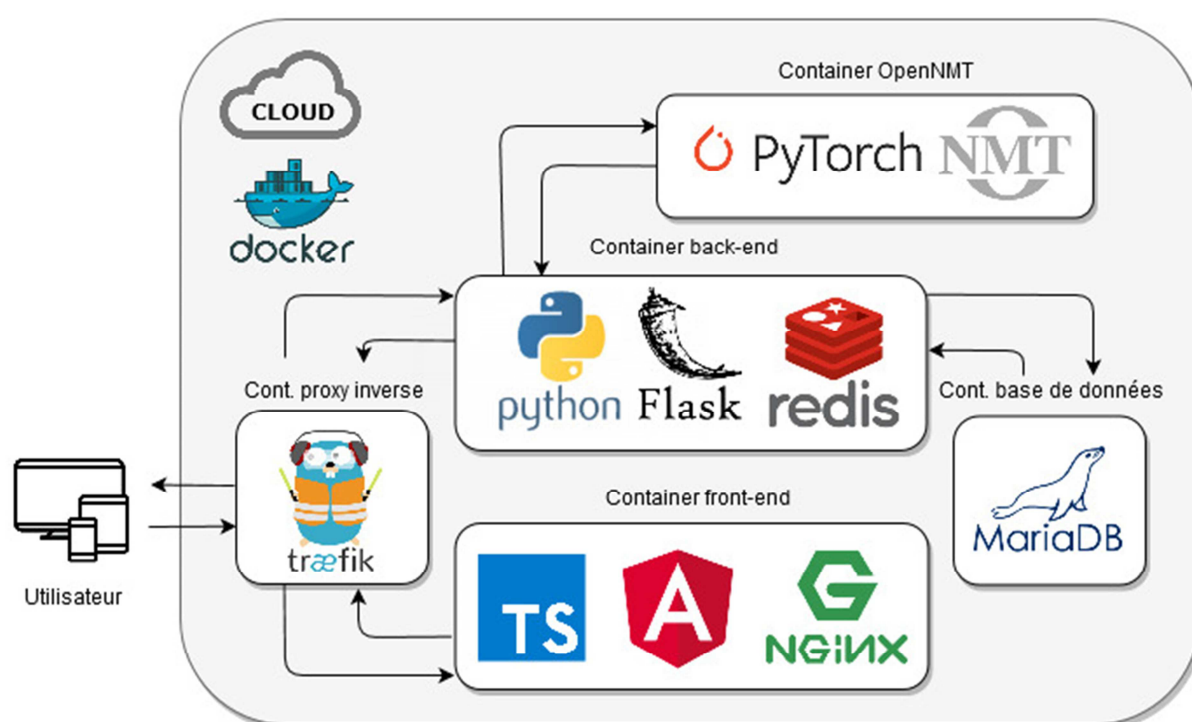 CLOUD
docker
Container OpenNMT
PyTorch NMT
Container back-end
python Flask redis
Cont. proxy inverse
træfik
Cont. base de données
MariaDB
Container front-end
TS A NGiNX
Utilisateur